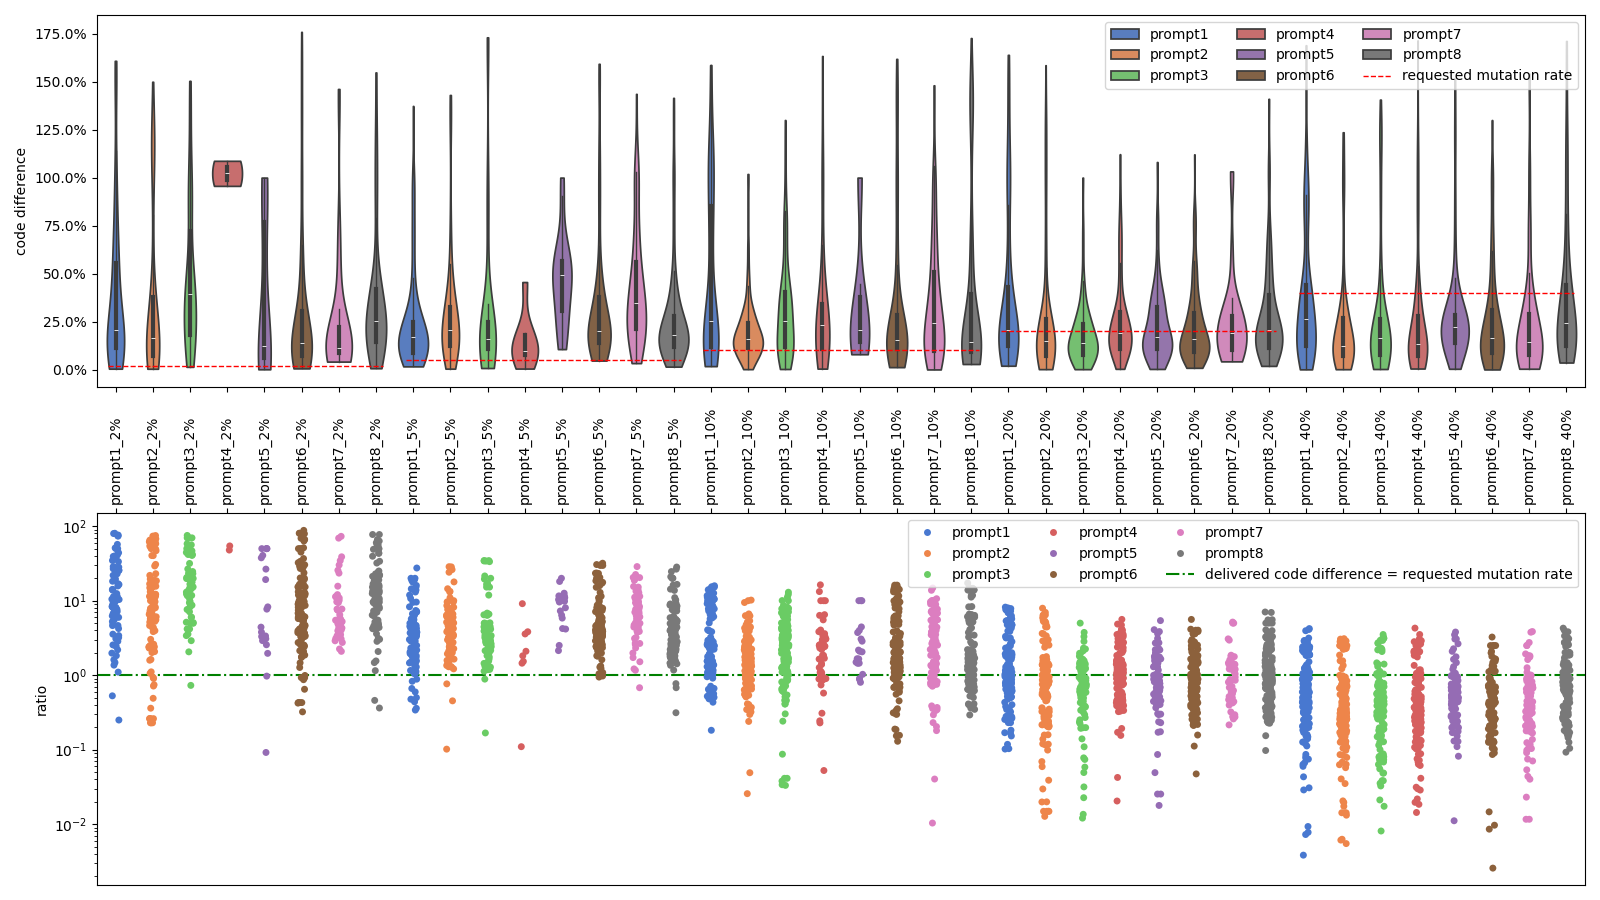 code difference
175.0%
150.0%
125.0%
100.0%
75.0%
50.0%
25.0%
0.0%
prompt1 prompt4 prompt7
prompt2 prompt5 prompt8
prompt3 prompt6 requested mutation rate
prompt1_2%
prompt2_2%
prompt3_2%
prompt4_2%
prompt5_2%
prompt6_2%
prompt7_2%
prompt8_2%
prompt1_5%
prompt2_5%
prompt3_5%
prompt4_5%
prompt5_5%
prompt6_5%
prompt7_5%
prompt8_5%
prompt1_10%
prompt2_10%
prompt3_10%
prompt4_10%
prompt5_10%
prompt6_10%
prompt7_10%
prompt8_10%
prompt1_20%
prompt2_20%
prompt3_20%
prompt4_20%
prompt5_20%
prompt6_20%
prompt7_20%
prompt8_20%
prompt1_40%
prompt2_40%
prompt3_40%
prompt4_40%
prompt5_40%
prompt6_40%
prompt7_40%
prompt8_40%
ratio
10²
10¹
10⁰
10⁻¹
10⁻²
prompt1 prompt4 prompt7
prompt2 prompt5 prompt8
prompt3 prompt6 delivered code difference = requested mutation rate